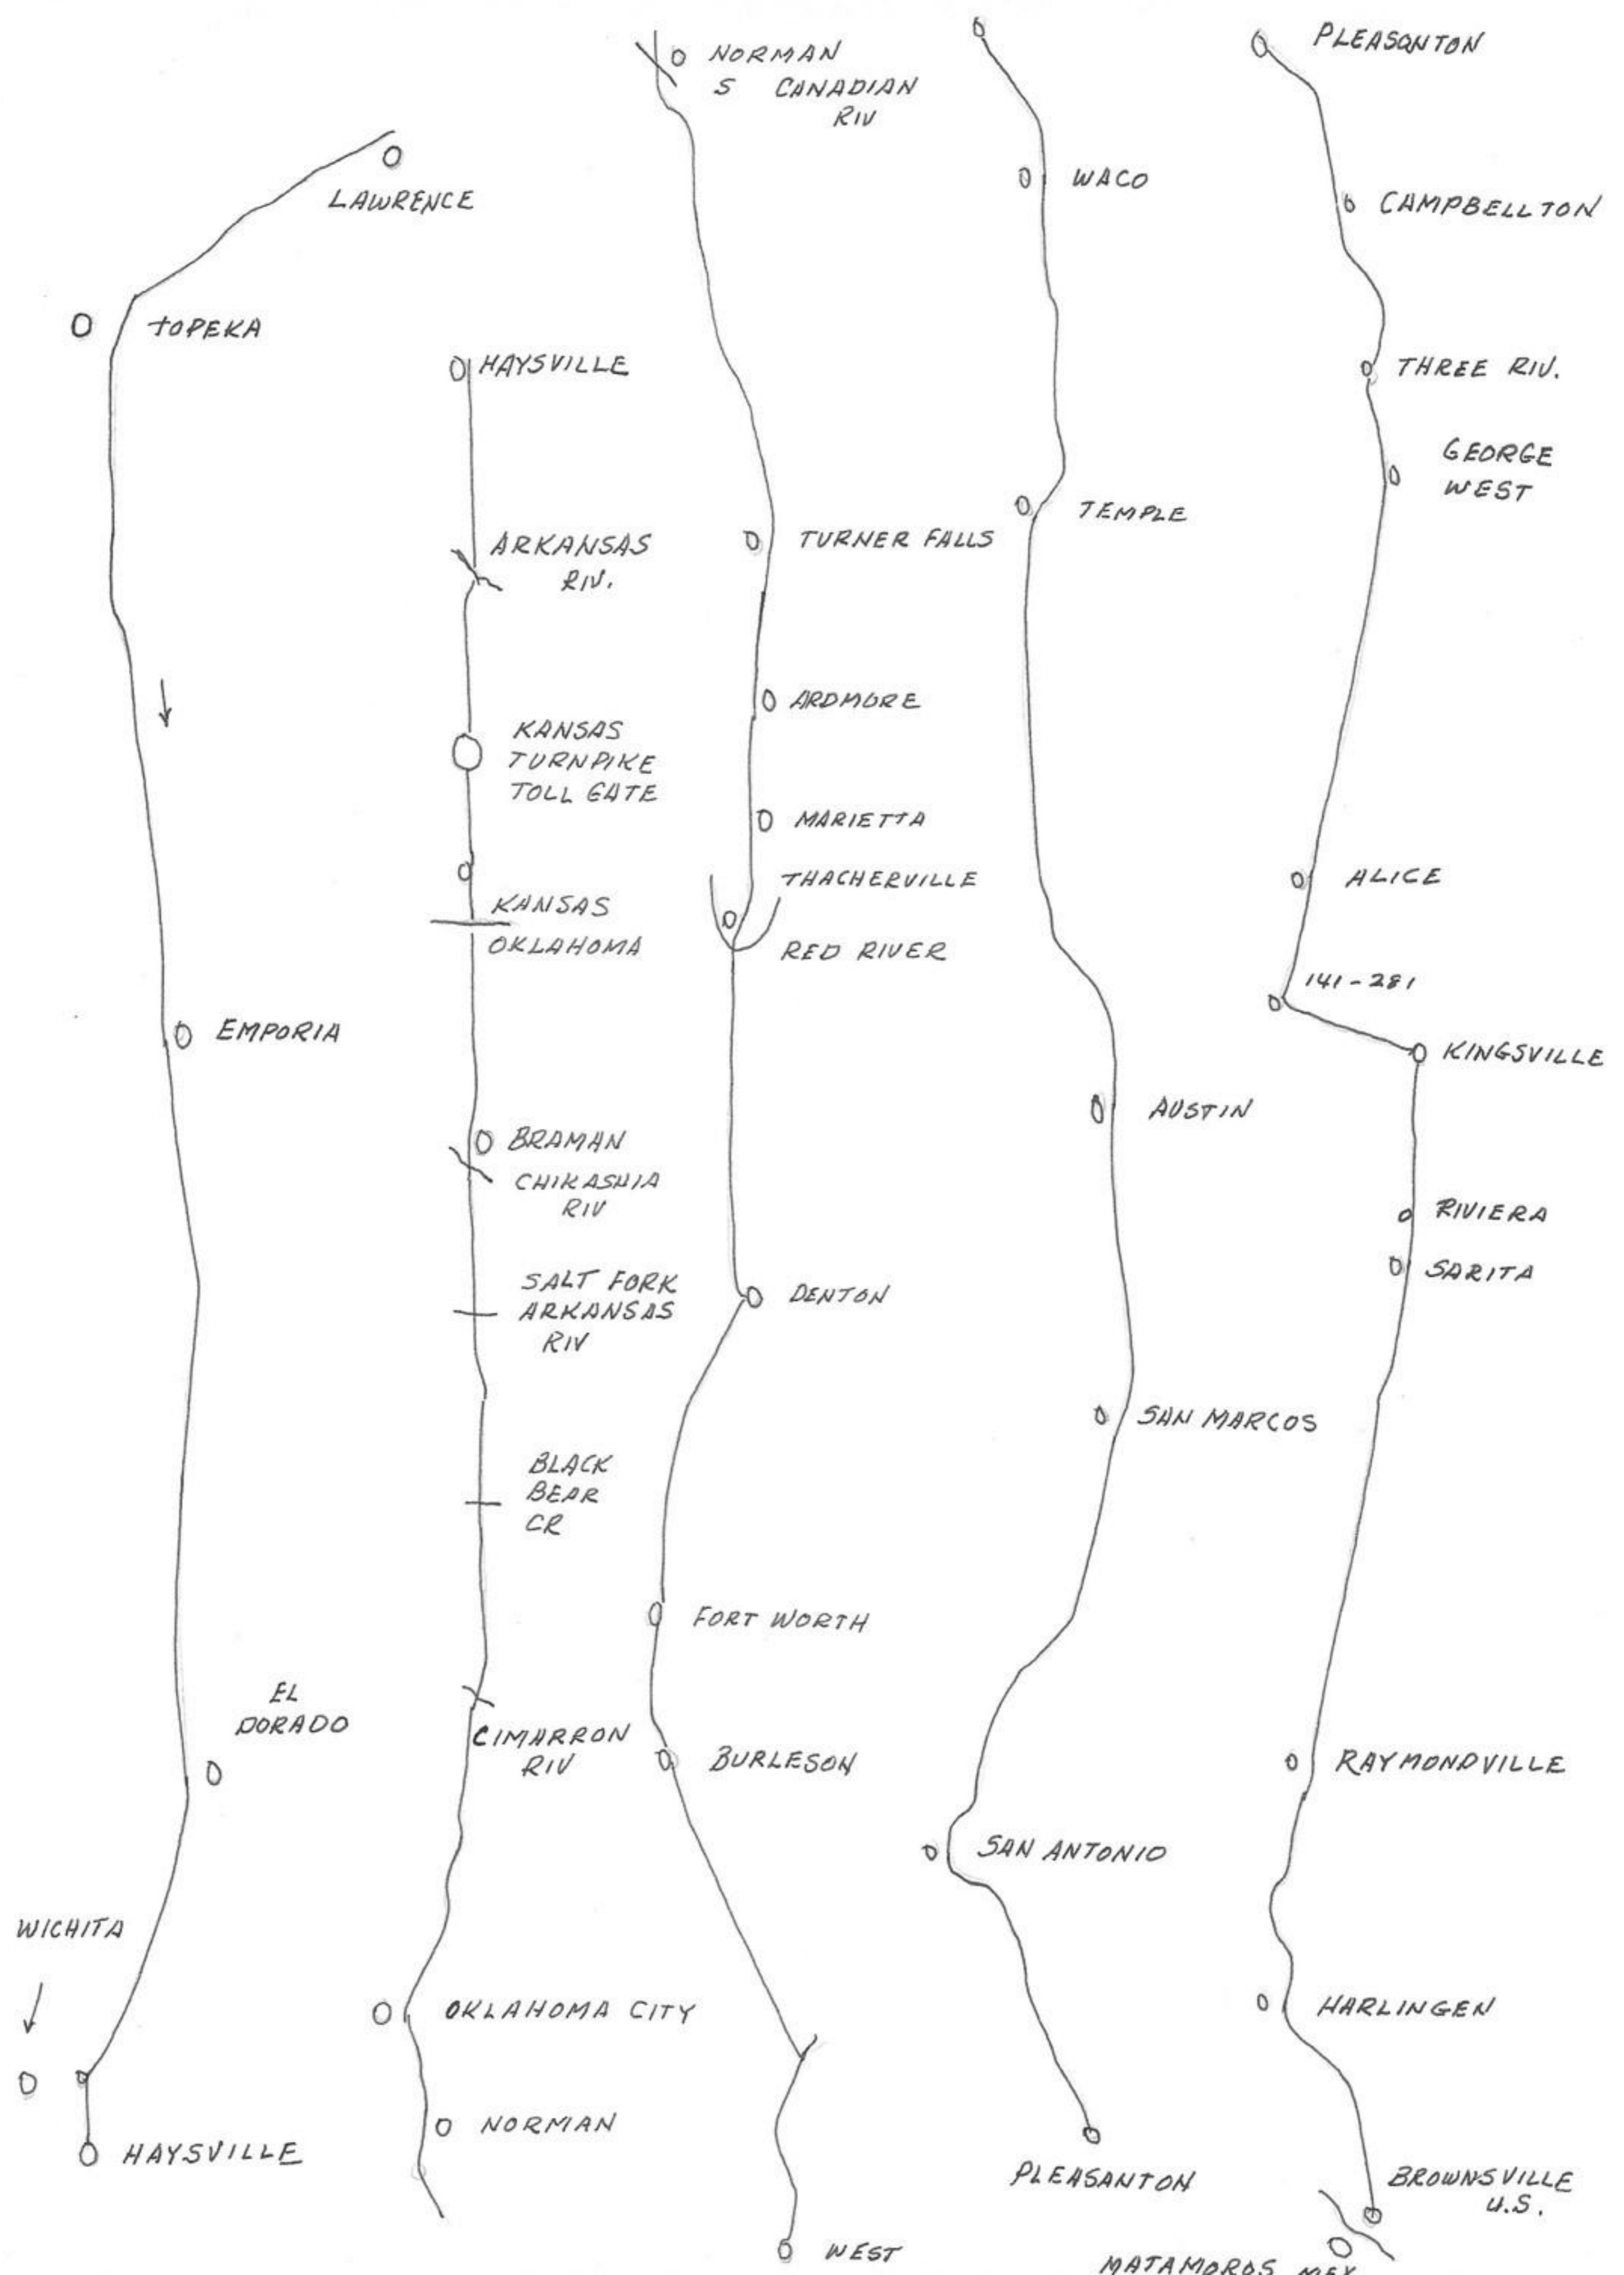 LAWRENCE
TOPEKA
EMPORIA
EL
DORADO
WICHITA
HAYSVILLE
HAYSVILLE
ARKANSAS
RIV.
KANSAS
TURNPIKE
TOLL GATE
KANSAS
OKLAHOMA
BRAMAN
CHIKASHIA
RIV
SALT FORK
ARKANSAS
RIV
BLACK
BEAR
CR
CIMARRON
RIV
OKLAHOMA CITY
NORMAN
NORMAN
S CANADIAN
RIV
TURNER FALLS
ARDMORE
MARIETTA
THACHERVILLE
RED RIVER
DENTON
FORT WORTH
BURLESON
WEST
WACO
TEMPLE
AUSTIN
SAN MARCOS
SAN ANTONIO
PLEASANTON
PLEASANTON
CAMPBELLTON
THREE RIV.
GEORGE
WEST
ALICE
141-281
KINGSVILLE
RIVIERA
SARITA
RAYMONDVILLE
HARLINGEN
BROWNSVILLE
U.S.
MATAMOROS MEX